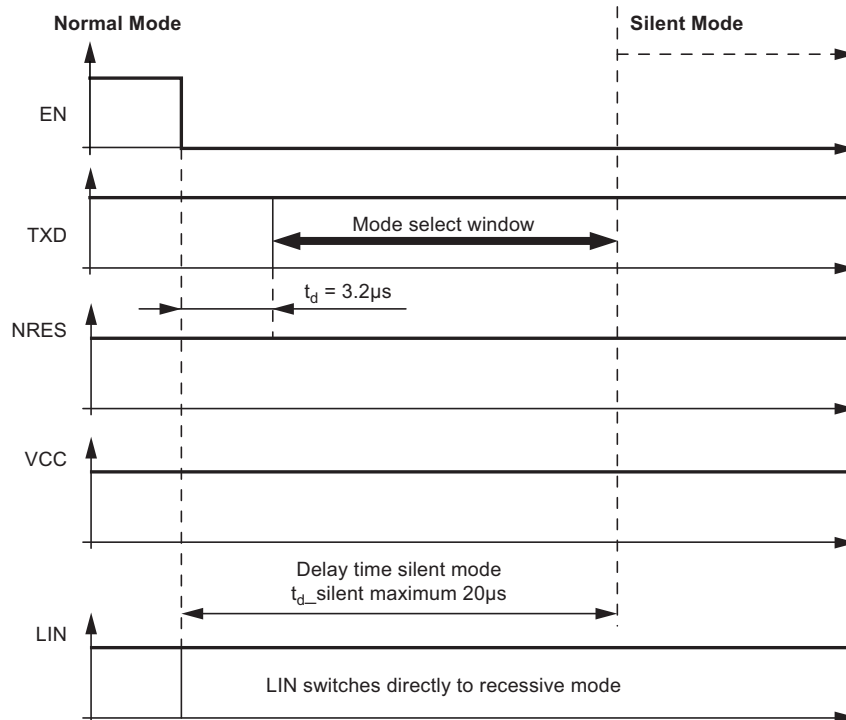 Normal Mode
Silent Mode
EN
TXD
Mode select window
t_d = 3.2µs
NRES
VCC
Delay time silent mode
t_d_silent maximum 20µs
LIN
LIN switches directly to recessive mode